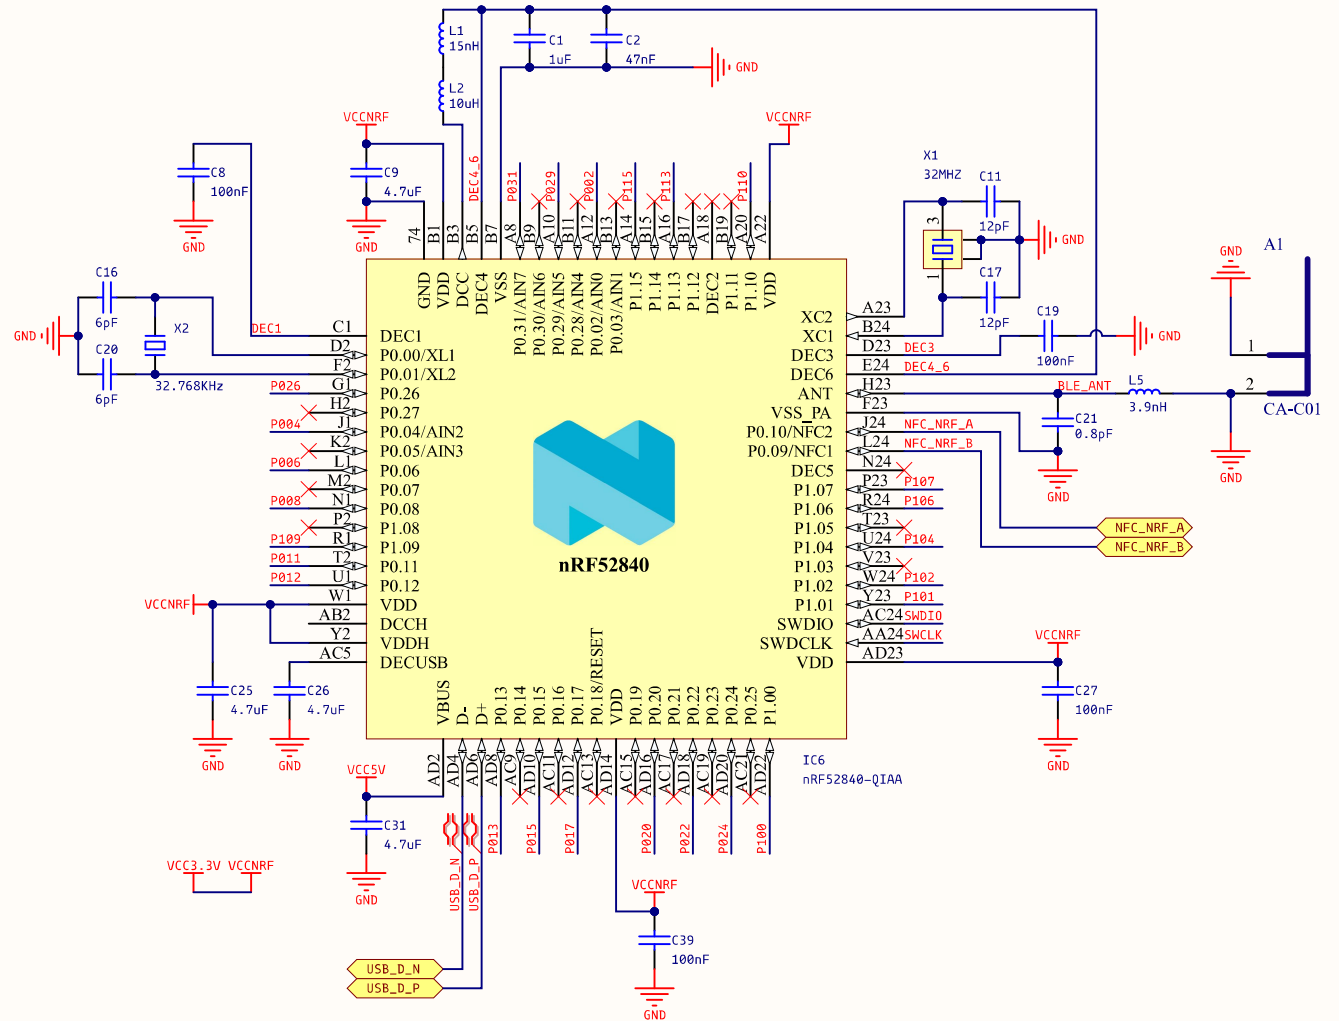 L1
15nH
C1
1uF
C2
47nF
GND
L2
10uH
VCCNRF
VCCNRF
C8
100nF
GND
C9
4.7uF
GND
DEC4_6
P031
P029
P002
P115
P113
P110
X1
32MHZ
C11
12pF
GND
3
1
C17
12pF
74
B1
B3
B5
B7
A8
B9
A10
B11
A12
B13
A14
B15
A16
B17
A18
B19
A20
A22
GND
VDD
DCC
DEC4
VSS
P0.31/AIN7
P0.30/AIN6
P0.29/AIN5
P0.28/AIN4
P0.02/AIN0
P0.03/AIN1
P1.15
P1.14
P1.13
P1.12
DEC2
P1.11
P1.10
VDD
A1
GND
1
2
CA-C01
GND
C16
6pF
GND
X2
32.768KHz
C20
6pF
DEC1
C1
DEC1
D2
P0.00/XL1
F2
P0.01/XL2
P026
G1
P0.26
H2
P0.27
P004
J1
P0.04/AIN2
K2
P0.05/AIN3
P006
L1
P0.06
M2
P0.07
P008
N1
P0.08
P2
P1.08
P109
R1
P1.09
P011
T2
P0.11
P012
U1
P0.12
VCCNRF
W1
VDD
AB2
DCCH
Y2
VDDH
AC5
DECUSB
XC2
A23
XC1
B24
DEC3
D23
DEC3
DEC6
E24
DEC4_6
ANT
H23
VSS_PA
F23
P0.10/NFC2
J24
NFC_NRF_A
P0.09/NFC1
L24
NFC_NRF_B
DEC5
N24
P1.07
P23
P107
P1.06
R24
P106
P1.05
T23
P1.04
U24
P104
P1.03
V23
P1.02
W24
P102
P1.01
Y23
P101
SWDIO
AC24
SWDIO
SWDCLK
AA24
SWCLK
VDD
AD23
C19
100nF
GND
BLE_ANT
L5
3.9nH
C21
0.8pF
GND
NFC_NRF_A
NFC_NRF_B
nRF52840
C25
4.7uF
GND
C26
4.7uF
GND
VCCNRF
C27
100nF
GND
VBUS
D-
D+
P0.13
P0.14
P0.15
P0.16
P0.17
P0.18/RESET
VDD
P0.19
P0.20
P0.21
P0.22
P0.23
P0.24
P0.25
P1.00
AD2
AD4
AD6
AD8
AC9
AD10
AC11
AD12
AC13
AD14
AC15
AD16
AC17
AD18
AC19
AD20
AC21
AD22
IC6
nRF52840-QIAA
VCC5V
C31
4.7uF
GND
P013
P015
P017
P020
P022
P024
P100
USB_D_N
USB_D_P
VCC3.3V
VCCNRF
VCCNRF
C39
100nF
GND
USB_D_N
USB_D_P